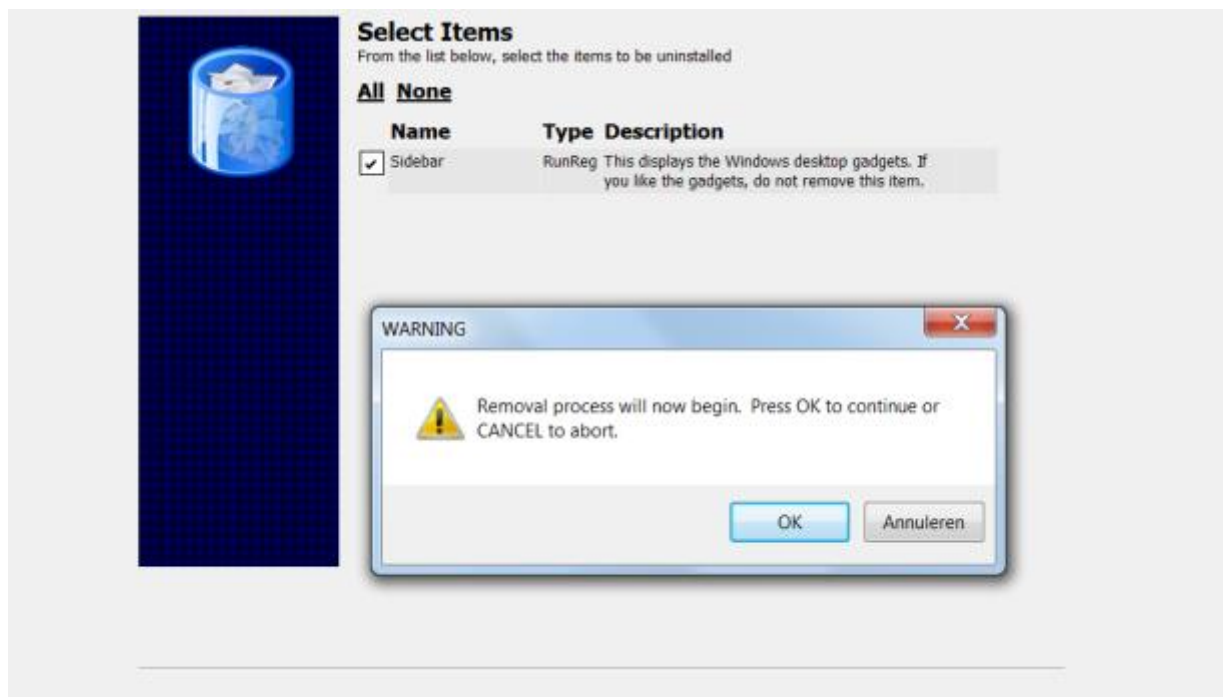 Select Items
From the list below, select the items to be uninstalled
All None
Name Type Description
Sidebar RunReg This displays the Windows desktop gadgets. If
you like the gadgets, do not remove this item.
WARNING
Removal process will now begin. Press OK to continue or
CANCEL to abort.
OK Annuleren